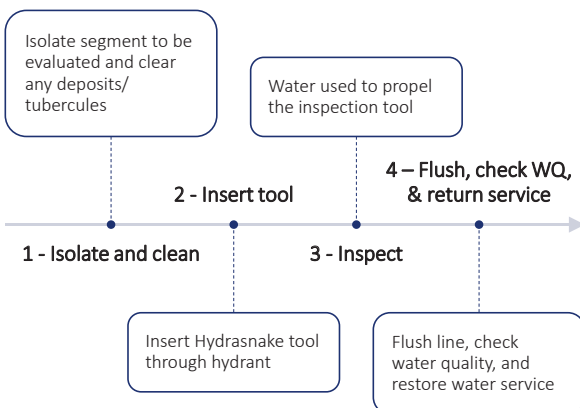 Isolate segment to be
evaluated and clear
any deposits/
tubercules
Water used to propel
the inspection tool
4 – Flush, check WQ,
& return service
2 - Insert tool
1 - Isolate and clean
3 - Inspect
Insert Hydrasnake tool
through hydrant
Flush line, check
water quality, and
restore water service